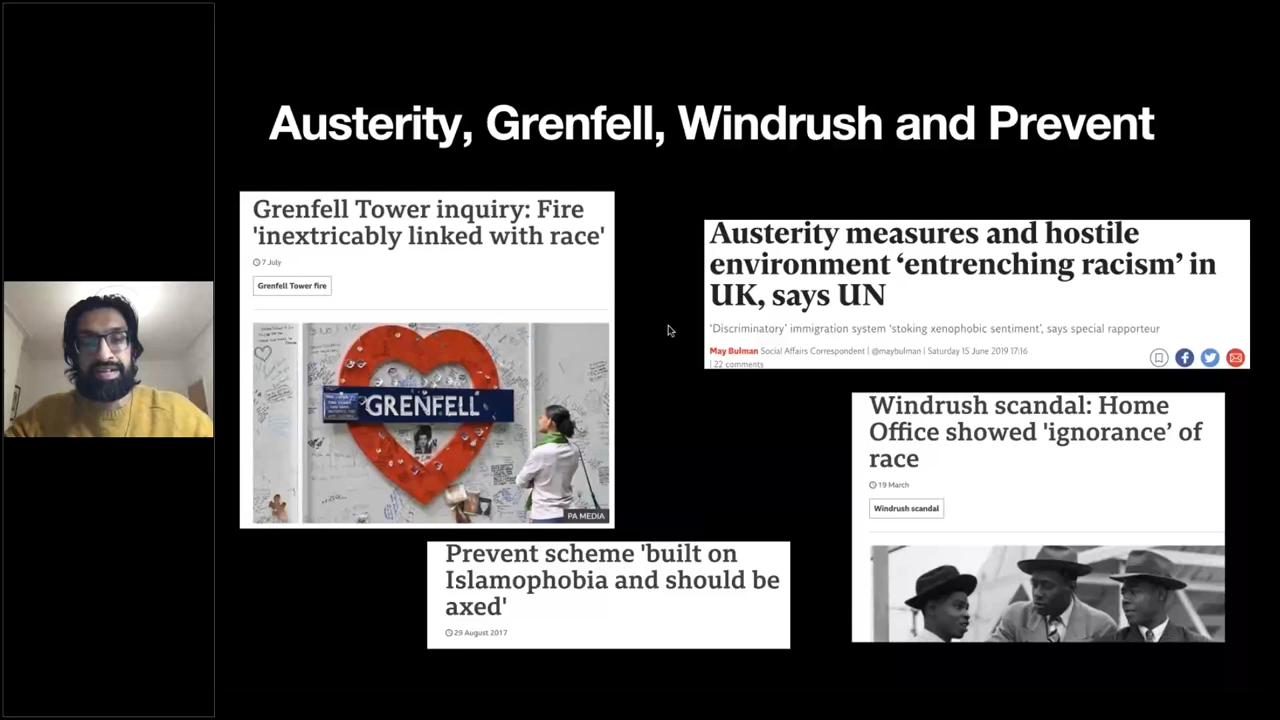 Austerity, Grenfell, Windrush and Prevent
Grenfell Tower inquiry: Fire
'inextricably linked with race'
7 July
Grenfell Tower fire
GRENFELL
PA MEDIA
Austerity measures and hostile
environment ‘entrenching racism’ in
UK, says UN
‘Discriminatory’ immigration system ‘stoking xenophobic sentiment’, says special rapporteur
May Bulman Social Affairs Correspondent | @maybulman | Saturday 15 June 2019 17:16
| 22 comments
Windrush scandal: Home
Office showed 'ignorance' of
race
19 March
Windrush scandal
Prevent scheme 'built on
Islamophobia and should be
axed'
29 August 2017